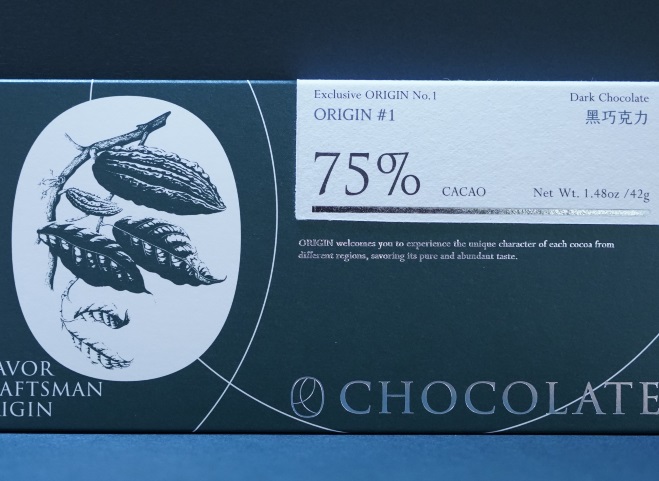 Exclusive ORIGIN No.1
Dark Chocolate
ORIGIN #1
黑巧克力
75%
CACAO
Net Wt. 1.48oz /42g
ORIGIN welcomes you to experience the unique character of each cocoa from
different regions, savoring its pure and abundant taste.
AVOR
AFTSMAN
IGIN
CHOCOLATE